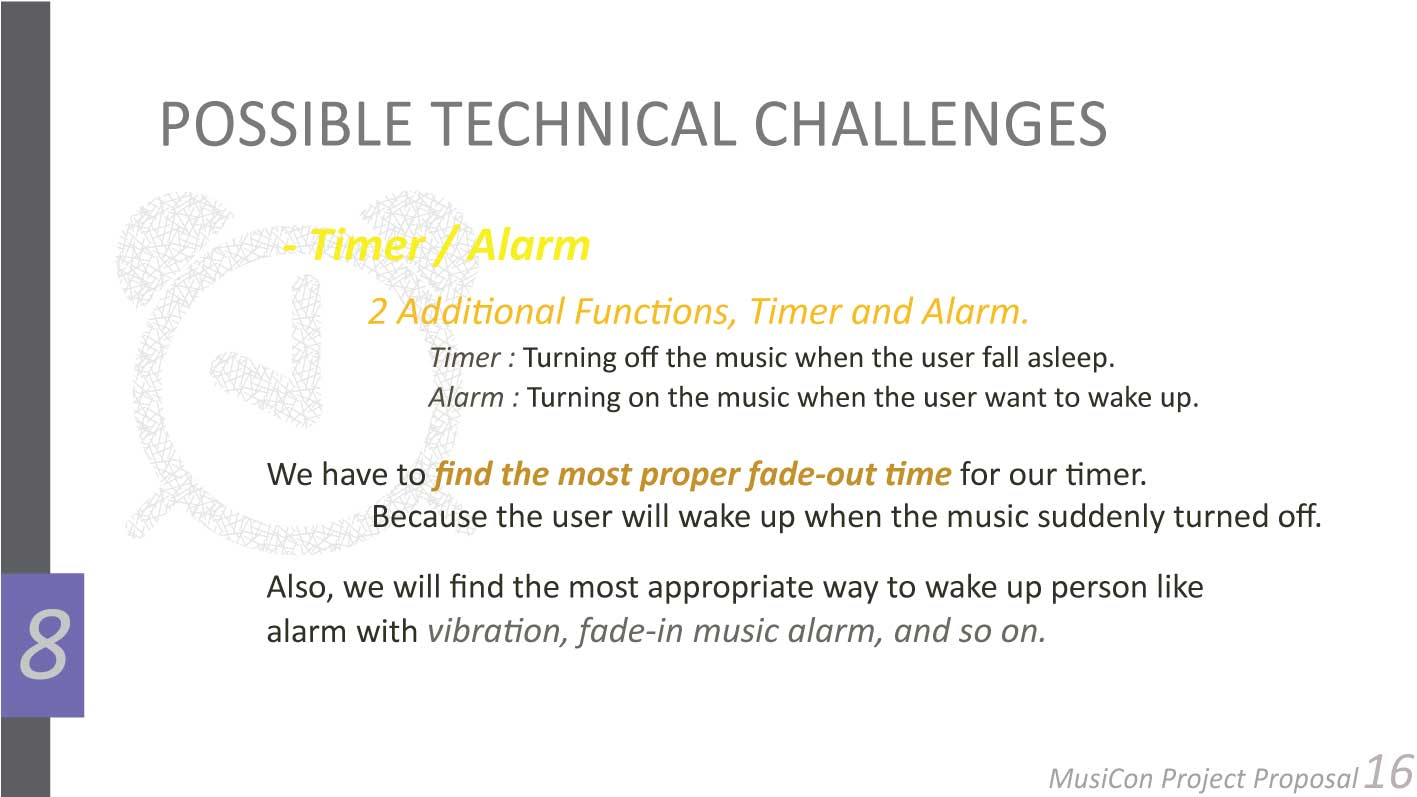 POSSIBLE TECHNICAL CHALLENGES
- Timer / Alarm
2 Additional Functions, Timer and Alarm.
Timer : Turning off the music when the user fall asleep.
Alarm : Turning on the music when the user want to wake up.
We have to find the most proper fade-out time for our timer.
Because the user will wake up when the music suddenly turned off.
Also, we will find the most appropriate way to wake up person like
alarm with vibration, fade-in music alarm, and so on.
8
MusiCon Project Proposal 16